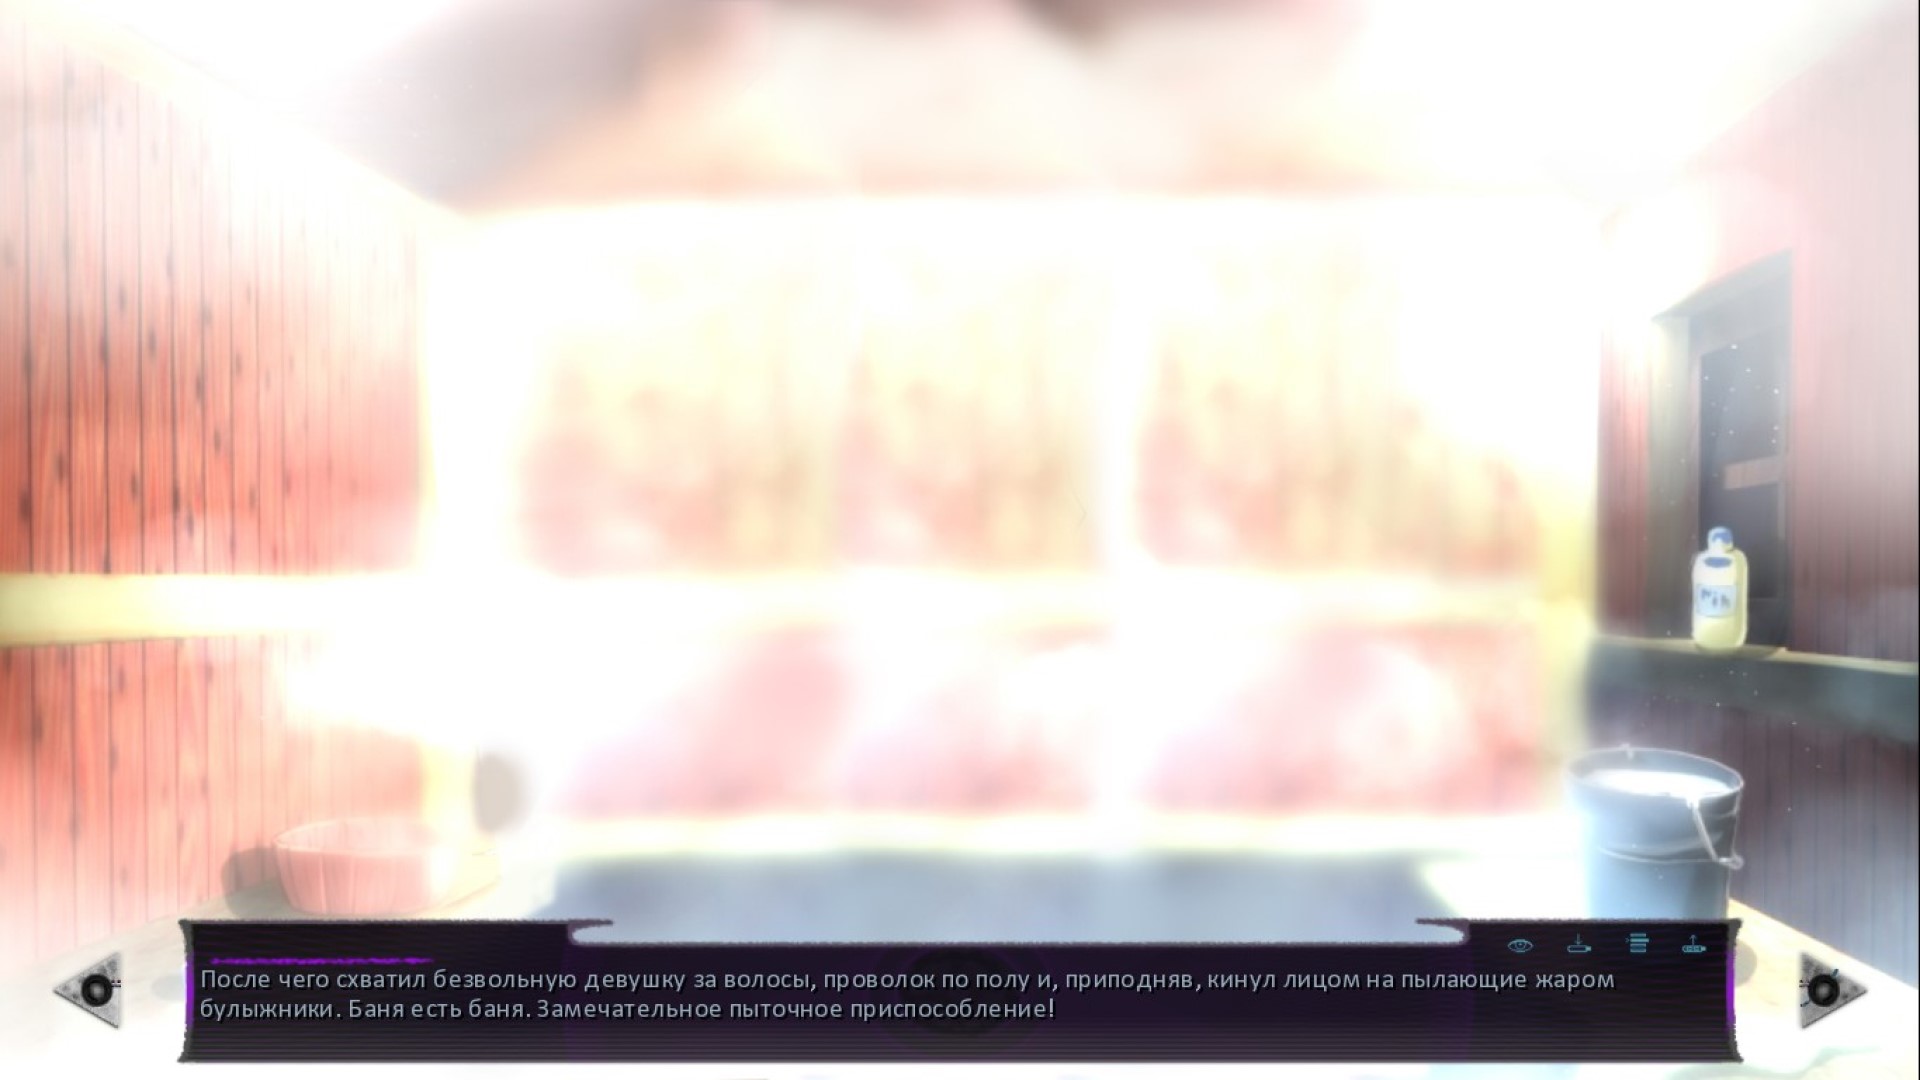 После чего схватил безвольную девушку за волосы, проволок по полу и, приподняв, кинул лицом на пылающие жаром
булыжники. Баня есть баня. Замечательное пыточное приспособление!